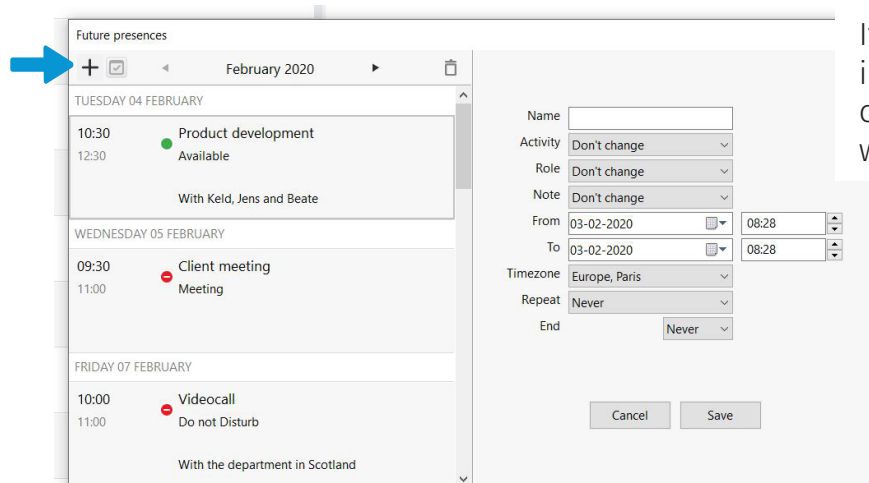 Future presences
February 2020
TUESDAY 04 FEBRUARY
10:30 Product development
12:30 Available
With Keld, Jens and Beate
WEDNESDAY 05 FEBRUARY
09:30 Client meeting
11:00 Meeting
FRIDAY 07 FEBRUARY
10:00 Videocall
11:00 Do not Disturb
With the department in Scotland
Name
Activity Don't change
Role Don't change
Note Don't change
From 03-02-2020 08:28
To 03-02-2020 08:28
Timezone Europe, Paris
Repeat Never
End Never
Cancel Save